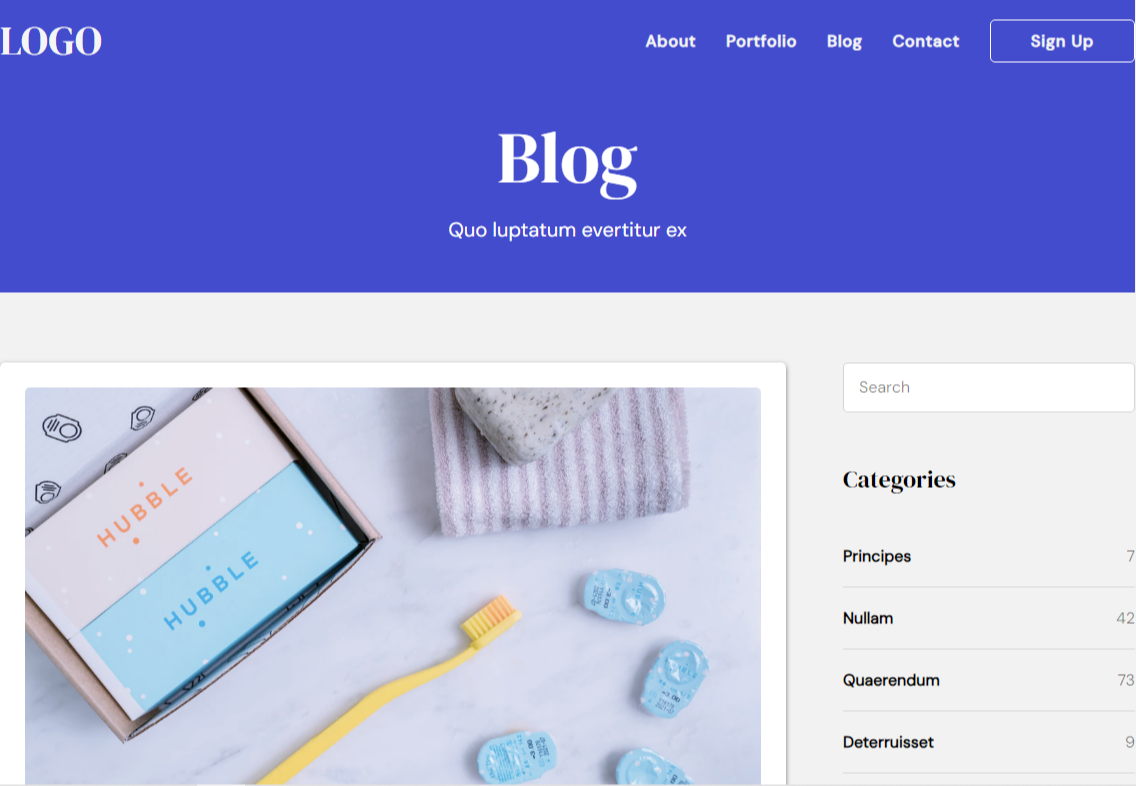 LOGO
About
Portfolio
Blog
Contact
Sign Up
Blog
Quo luptatum evertitur ex
Search
HUBBLE
HUBBLE
Categories
Principes 7
Nullam 42
Quaerendum 73
Deterruisset 9